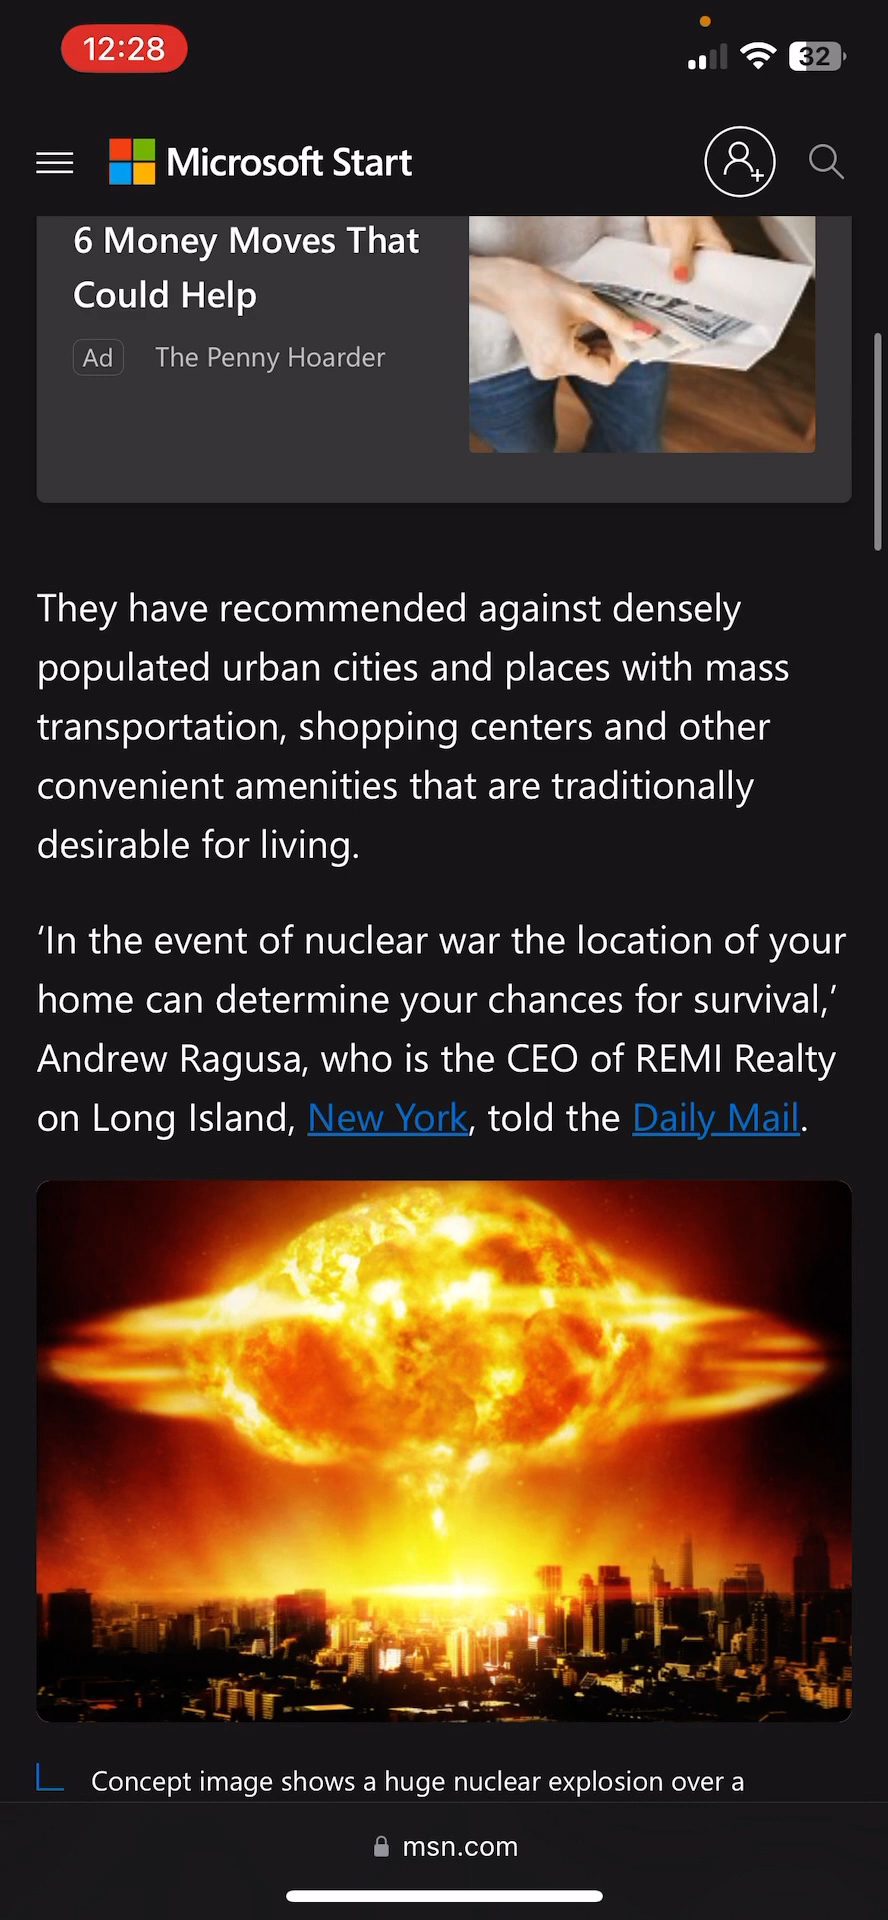 12:28
32
Microsoft Start
6 Money Moves That
Could Help
Ad The Penny Hoarder
They have recommended against densely
populated urban cities and places with mass
transportation, shopping centers and other
convenient amenities that are traditionally
desirable for living.
‘In the event of nuclear war the location of your
home can determine your chances for survival,’
Andrew Ragusa, who is the CEO of REMI Realty
on Long Island, New York, told the Daily Mail.
Concept image shows a huge nuclear explosion over a
msn.com